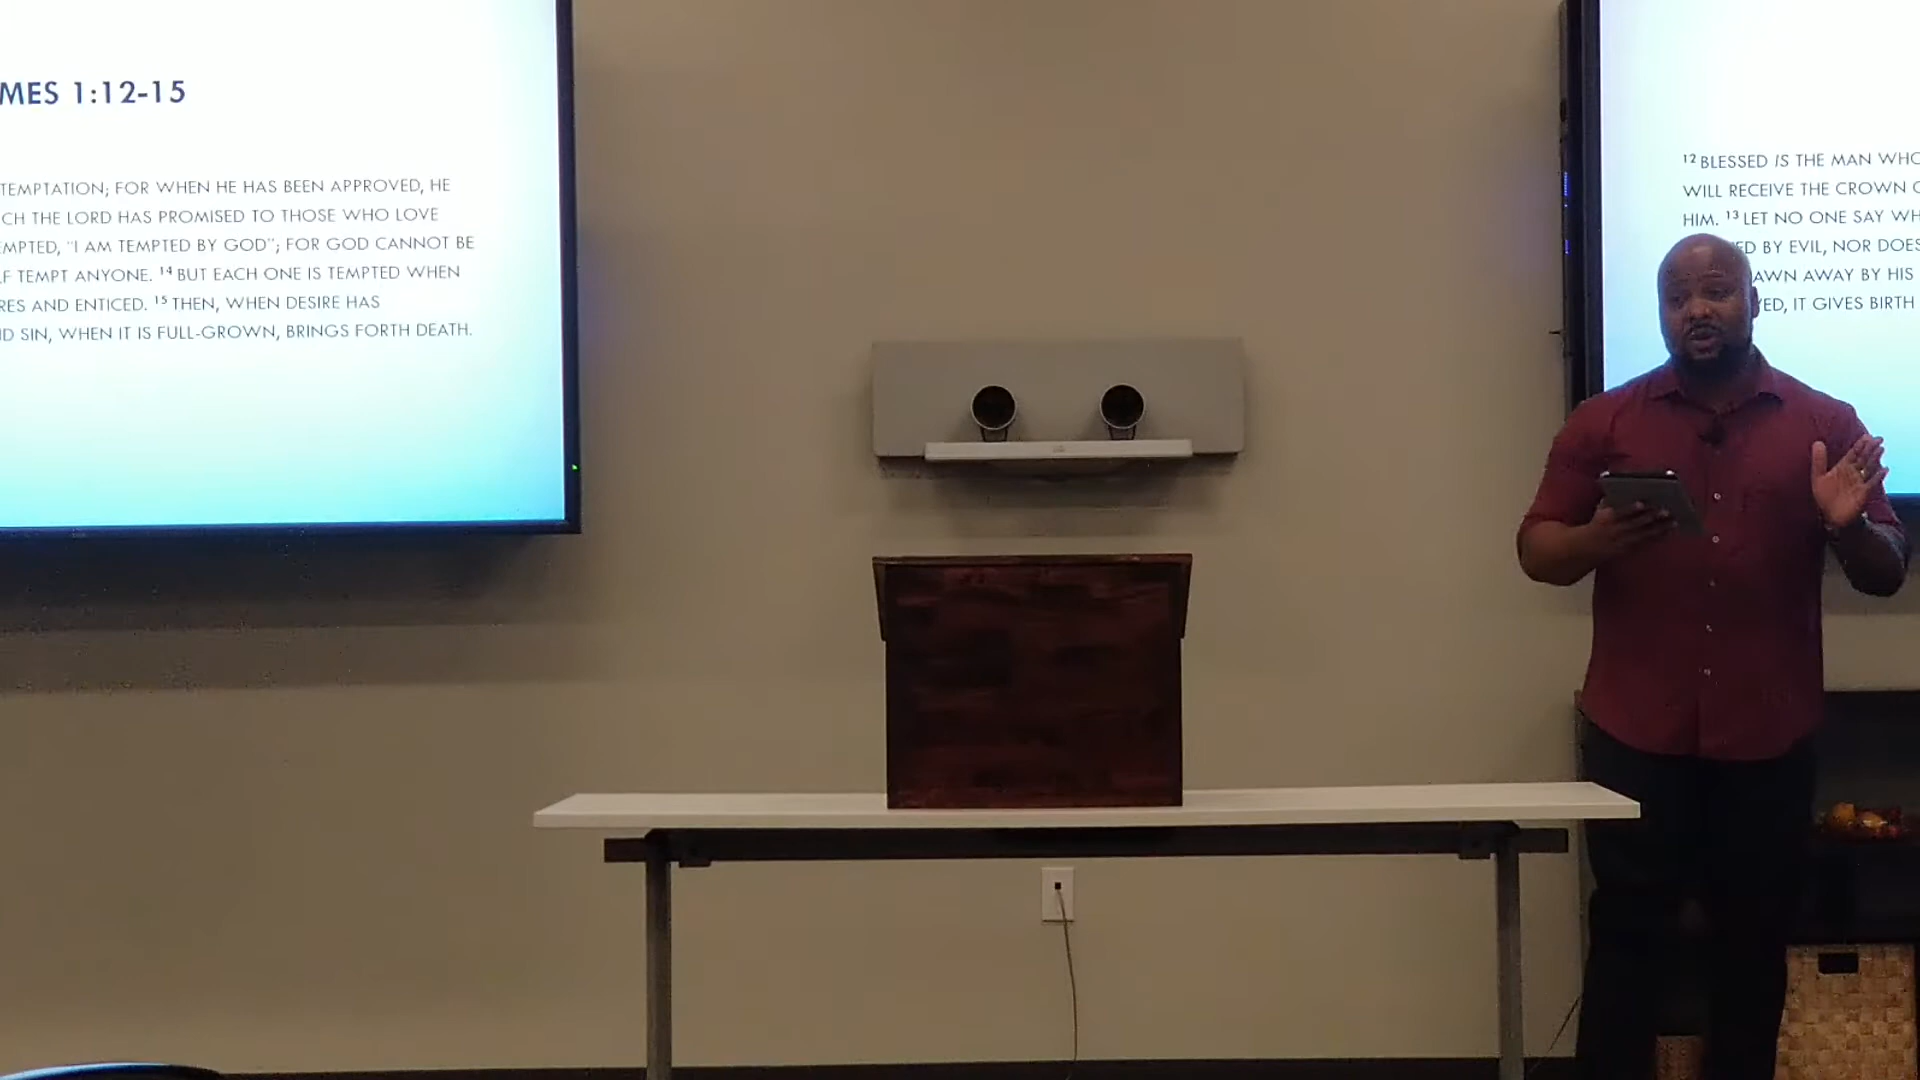 MES 1:12-15
TEMPTATION; FOR WHEN HE HAS BEEN APPROVED, HE
CH THE LORD HAS PROMISED TO THOSE WHO LOVE
EMPTED, "I AM TEMPTED BY GOD"; FOR GOD CANNOT BE
LF TEMPT ANYONE. 14 BUT EACH ONE IS TEMPTED WHEN
RES AND ENTICED. 15 THEN, WHEN DESIRE HAS
ID SIN, WHEN IT IS FULL-GROWN, BRINGS FORTH DEATH.
12 BLESSED IS THE MAN WHO
WILL RECEIVE THE CROWN O
HIM. 13 LET NO ONE SAY WH
ED BY EVIL, NOR DOES
AWN AWAY BY HIS
VED, IT GIVES BIRTH